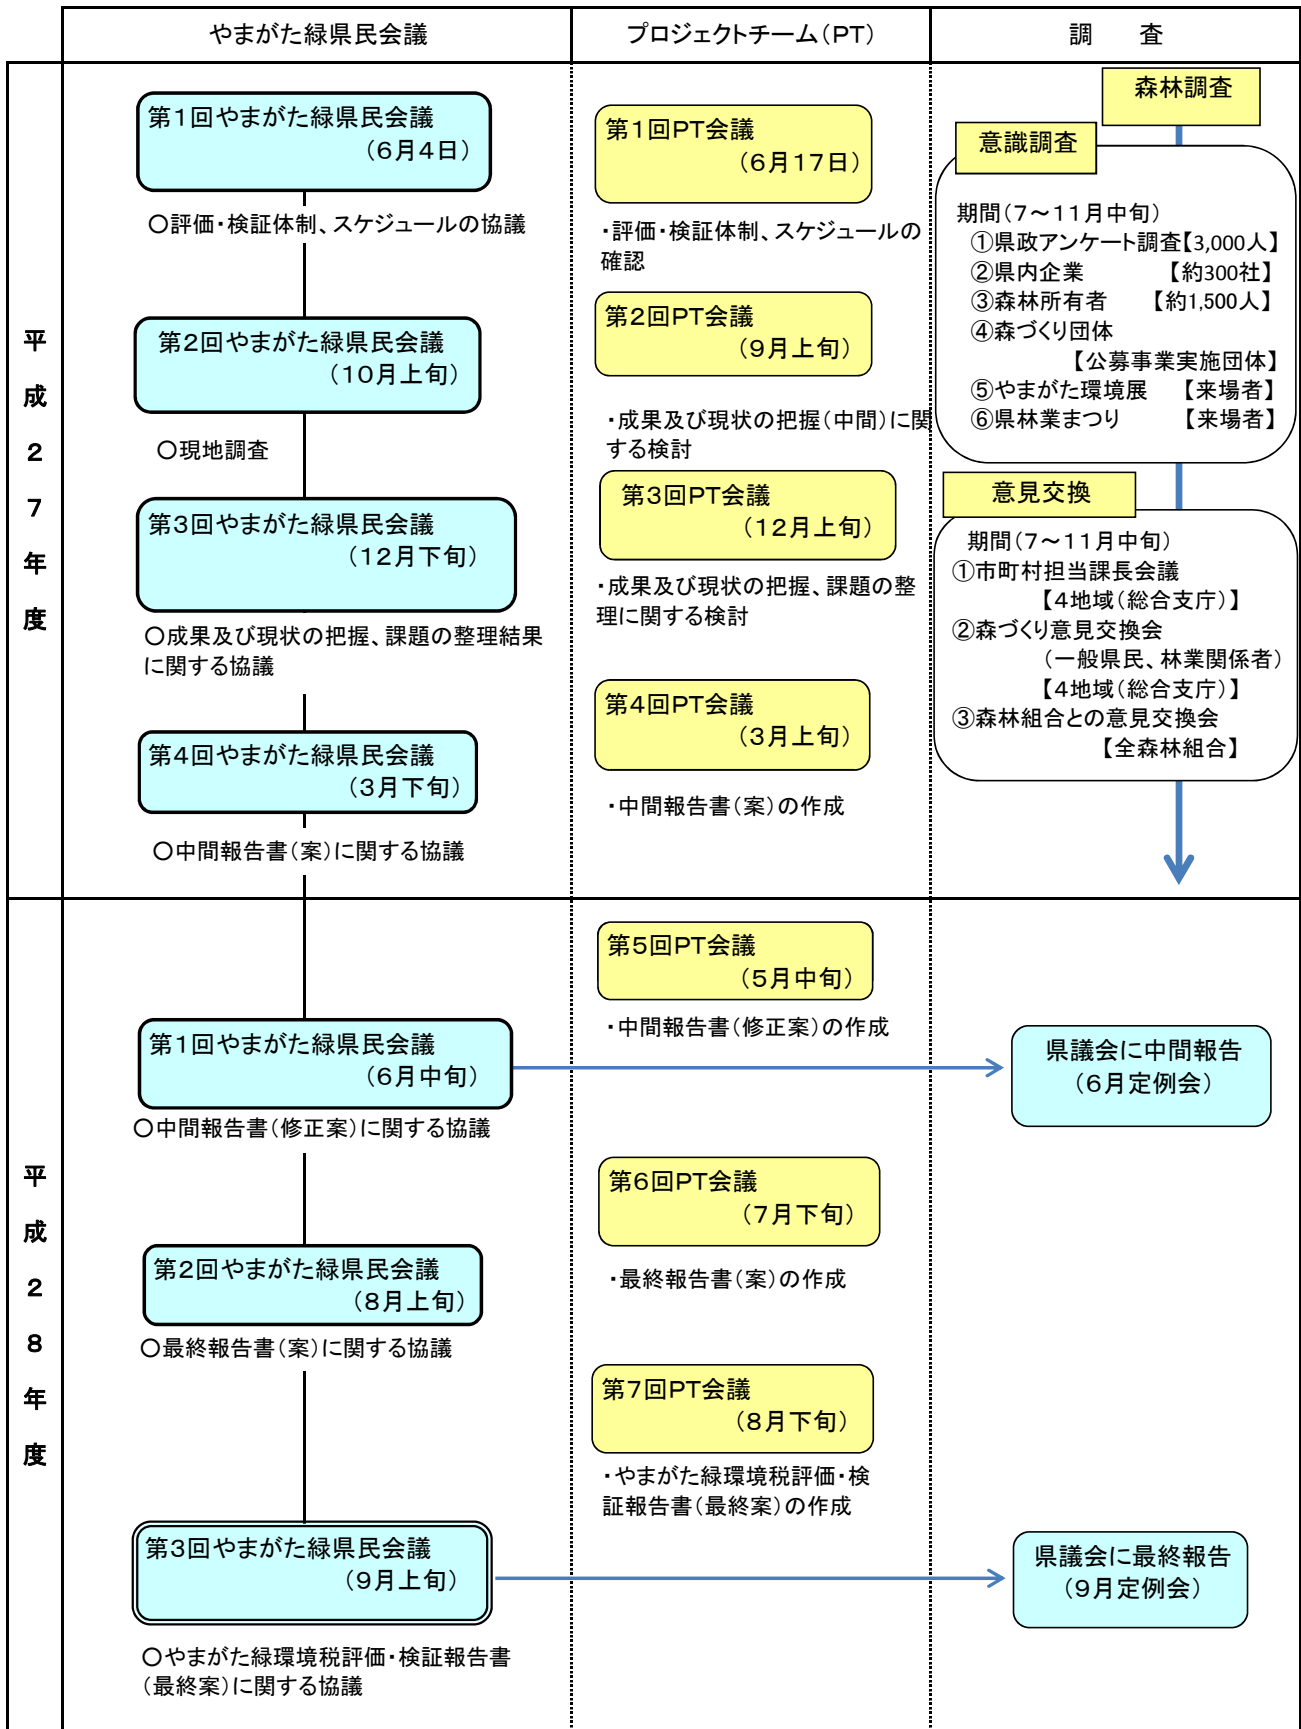 やまがた緑県民会議
プロジェクトチーム（PT）
調　査
平成27年度
第1回やまがた緑県民会議
（6月4日）
○評価・検証体制、スケジュールの協議
第2回やまがた緑県民会議
（10月上旬）
○現地調査
第3回やまがた緑県民会議
（12月下旬）
○成果及び現状の把握、課題の整理結果
に関する協議
第4回やまがた緑県民会議
（3月下旬）
○中間報告書（案）に関する協議
第1回PT会議
（6月17日）
・評価・検証体制、スケジュールの
確認
第2回PT会議
（9月上旬）
・成果及び現状の把握（中間）に関
する検討
第3回PT会議
（12月上旬）
・成果及び現状の把握、課題の整
理に関する検討
第4回PT会議
（3月上旬）
・中間報告書（案）の作成
森林調査
意識調査
期間（7～11月中旬）
①県政アンケート調査【3,000人】
②県内企業　【約300社】
③森林所有者　【約1,500人】
④森づくり団体
【公募事業実施団体】
⑤やまがた環境展　【来場者】
⑥県林業まつり　【来場者】
意見交換
期間（7～11月中旬）
①市町村担当課長会議
【4地域（総合支庁）】
②森づくり意見交換会
（一般県民、林業関係者）
【4地域（総合支庁）】
③森林組合との意見交換会
【全森林組合】
平成28年度
第1回やまがた緑県民会議
（6月中旬）
○中間報告書（修正案）に関する協議
第2回やまがた緑県民会議
（8月上旬）
○最終報告書（案）に関する協議
第3回やまがた緑県民会議
（9月上旬）
○やまがた緑環境税評価・検証報告書
（最終案）に関する協議
第5回PT会議
（5月中旬）
・中間報告書（修正案）の作成
第6回PT会議
（7月下旬）
・最終報告書（案）の作成
第7回PT会議
（8月下旬）
・やまがた緑環境税評価・検
証報告書（最終案）の作成
県議会に中間報告
（6月定例会）
県議会に最終報告
（9月定例会）